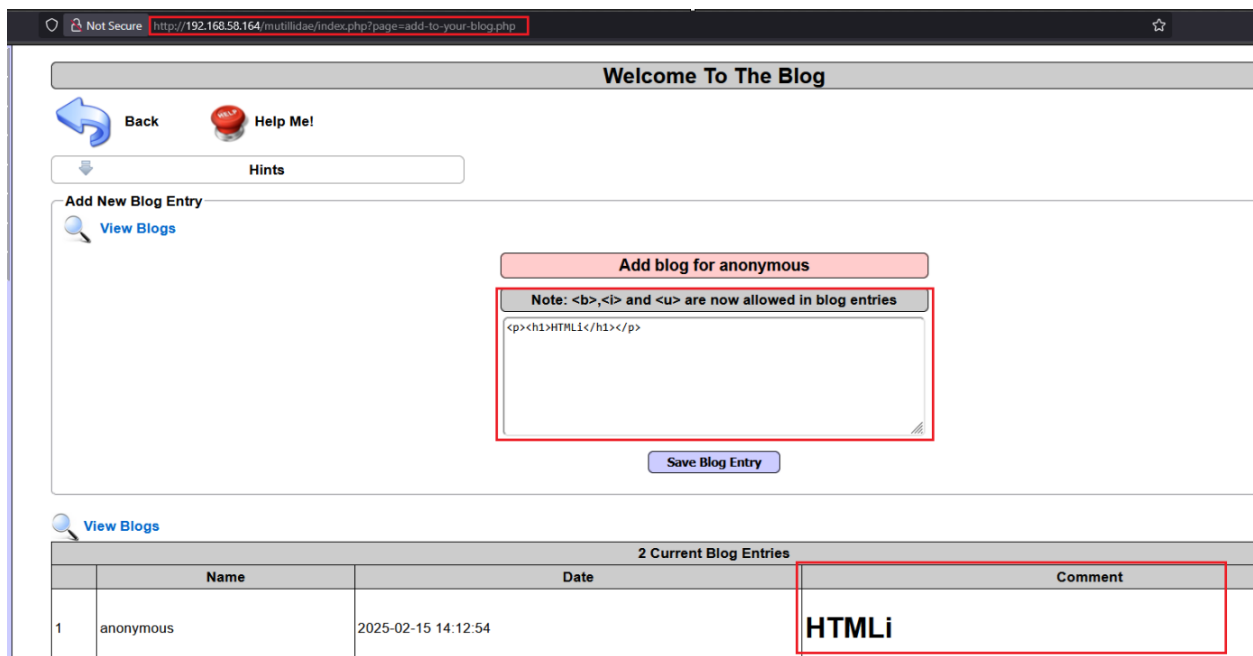 Not Secure http://192.168.58.164/mutillidae/index.php?page=add-to-your-blog.php
Welcome To The Blog
Back HELP Help Me!
Hints
Add New Blog Entry
View Blogs
Add blog for anonymous
Note: <b>,<i> and <u> are now allowed in blog entries
<p><h1>HTMLi</h1></p>
Save Blog Entry
View Blogs
2 Current Blog Entries
Name Date Comment
1 anonymous 2025-02-15 14:12:54 HTMLi